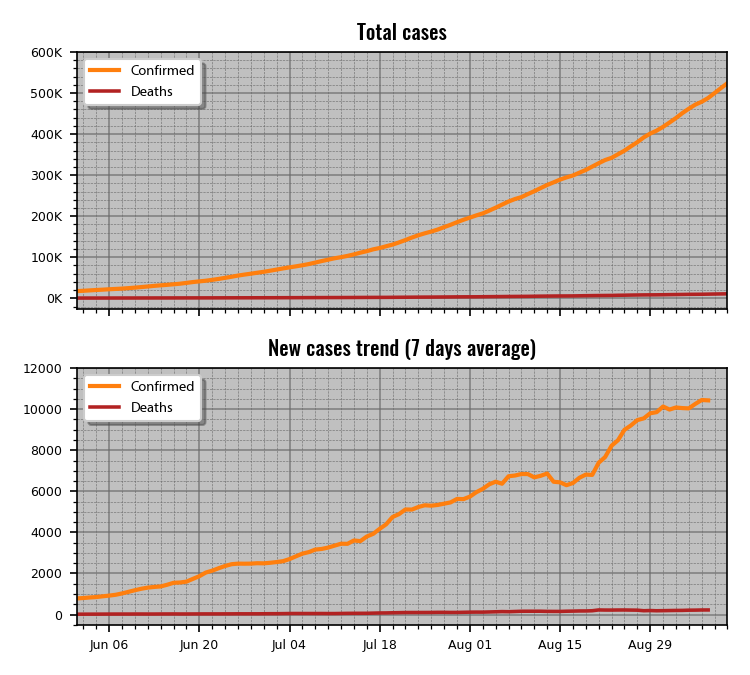 Total cases
600K
500K
400K
300K
200K
100K
0K
Confirmed
Deaths
New cases trend (7 days average)
12000
10000
8000
6000
4000
2000
0
Confirmed
Deaths
Jun 06 Jun 20 Jul 04 Jul 18 Aug 01 Aug 15 Aug 29